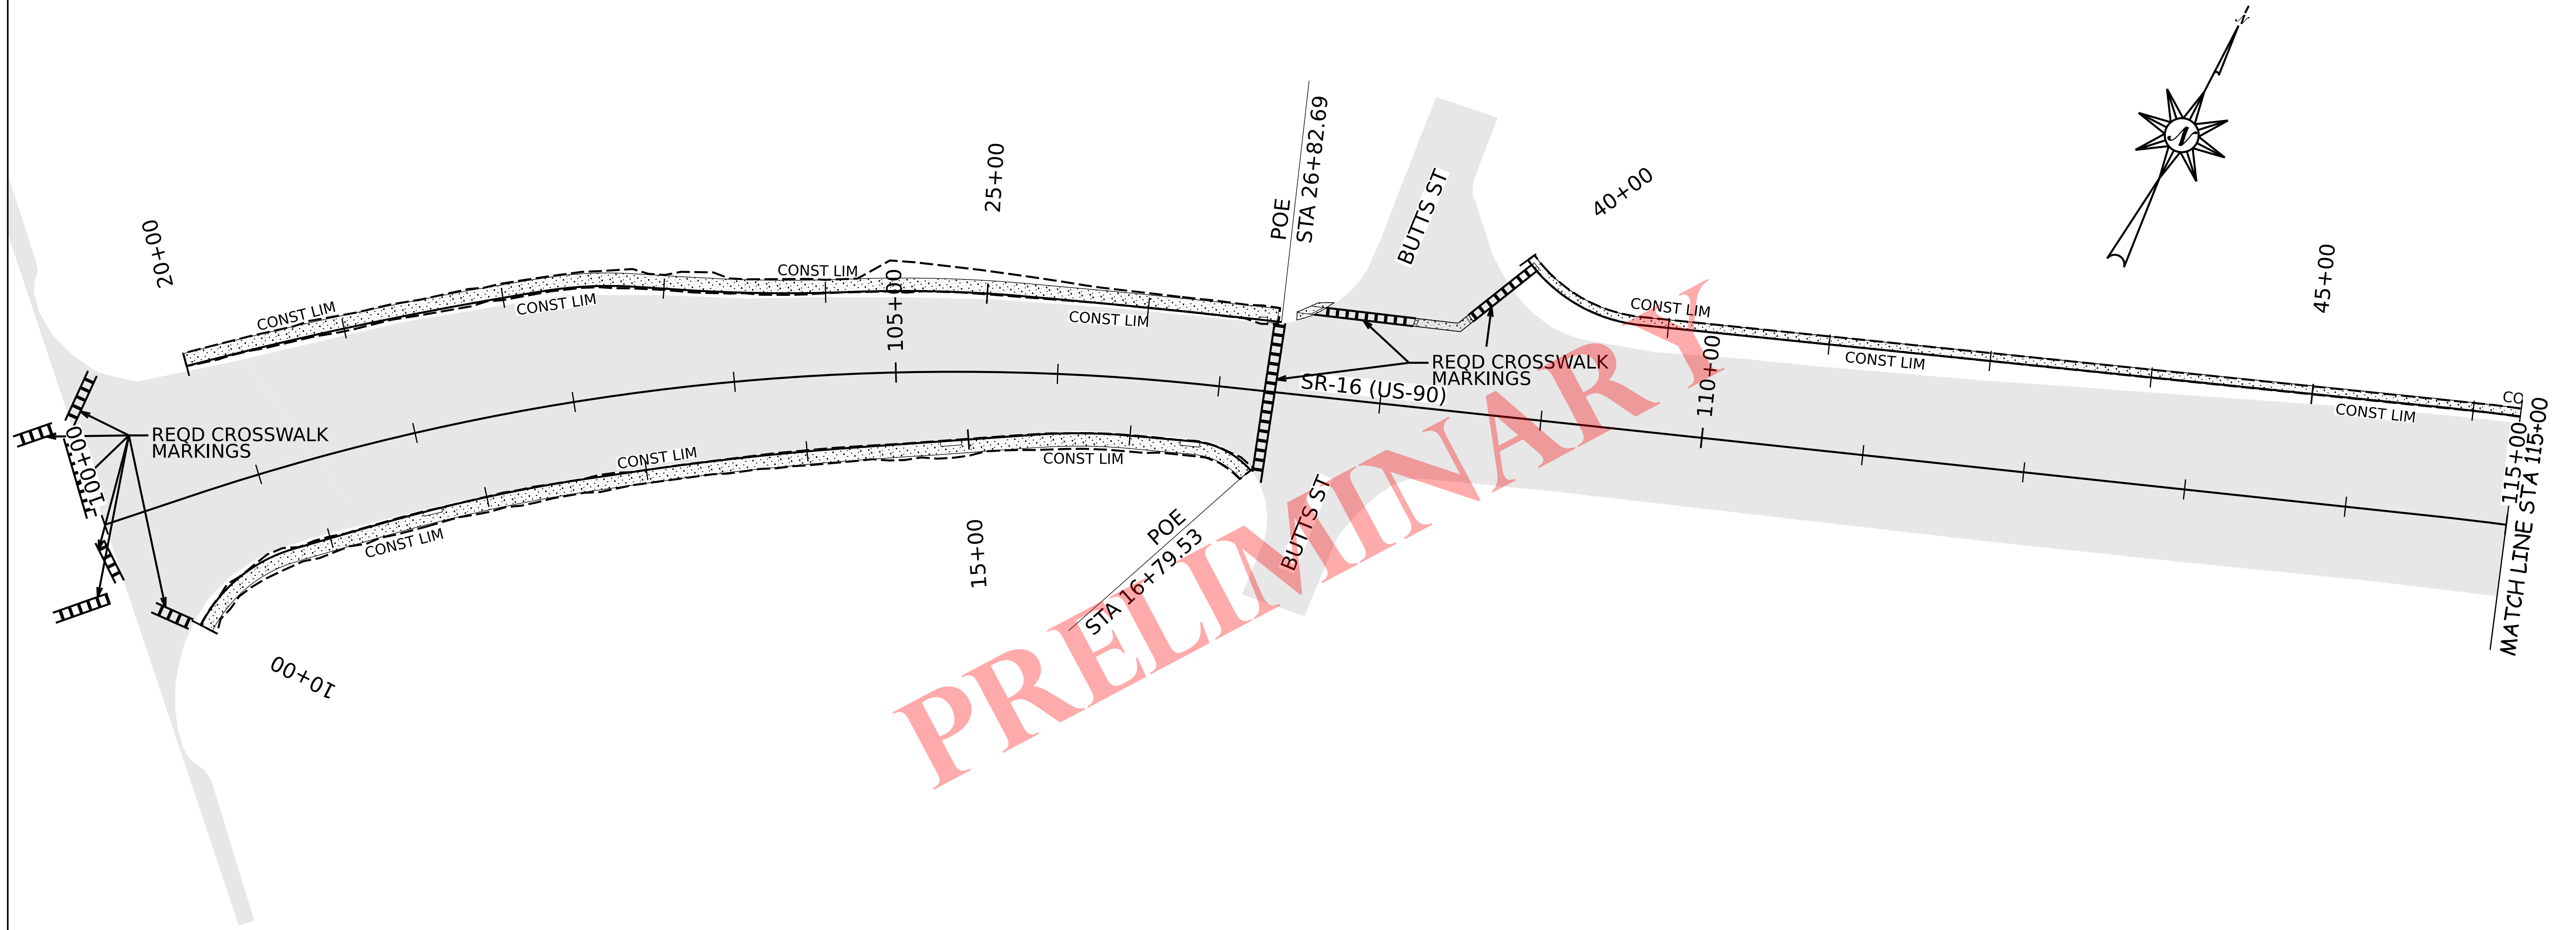 N
N
POE
STA 26+82.69
BUTTS ST
25+00
40+00
20+00
45+00
CONST LIM
CONST LIM
CONST LIM
105+00
CONST LIM
CONST LIM
REQD CROSSWALK
MARKINGS
110+00
CONST LIM
SR-16 (US-90)
CONST LIM
CO
100+00
REQD CROSSWALK
MARKINGS
CONST LIM
CONST LIM
CONST LIM
115+00
MATCH LINE STA 115+00
POE
STA 16+79.53
BUTTS ST
15+00
10+00
PRELIMINARY